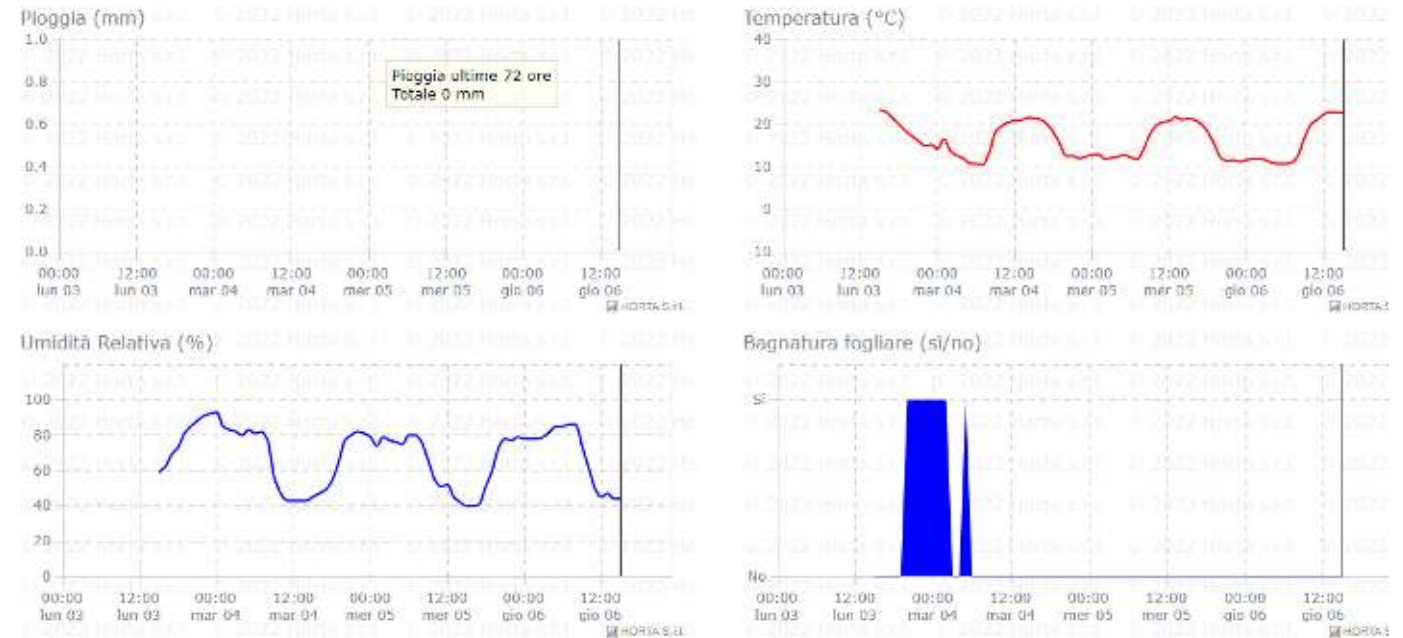 Pioggia (mm)
1.0
0.8
0.6
0.4
0.2
0.0
Pioggia ultime 72 ore
Totale 0 mm
00:00 12:00 00:00 12:00 00:00 12:00 00:00 12:00
lun 03 lun 03 mar 04 mar 04 mer 05 mer 05 gio 06 gio 06
HORTA S.r.l.
Temperatura (°C)
40
30
20
10
0
10
00:00 12:00 00:00 12:00 00:00 12:00 00:00 12:00
lun 03 lun 03 mar 04 mar 04 mer 05 mer 05 gio 06 gio 06
HORTA S
Umidità Relativa (%)
100
80
60
40
20
0
00:00 12:00 00:00 12:00 00:00 12:00 00:00 12:00
lun 03 lun 03 mar 04 mar 04 mer 05 mer 05 gio 06 gio 06
HORTA S.r.l.
Bagnatura fogliare (sì/no)
Sì
No
00:00 12:00 00:00 12:00 00:00 12:00 00:00 12:00
lun 03 lun 03 mar 04 mar 04 mer 05 mer 05 gio 06 gio 06
HORTA S